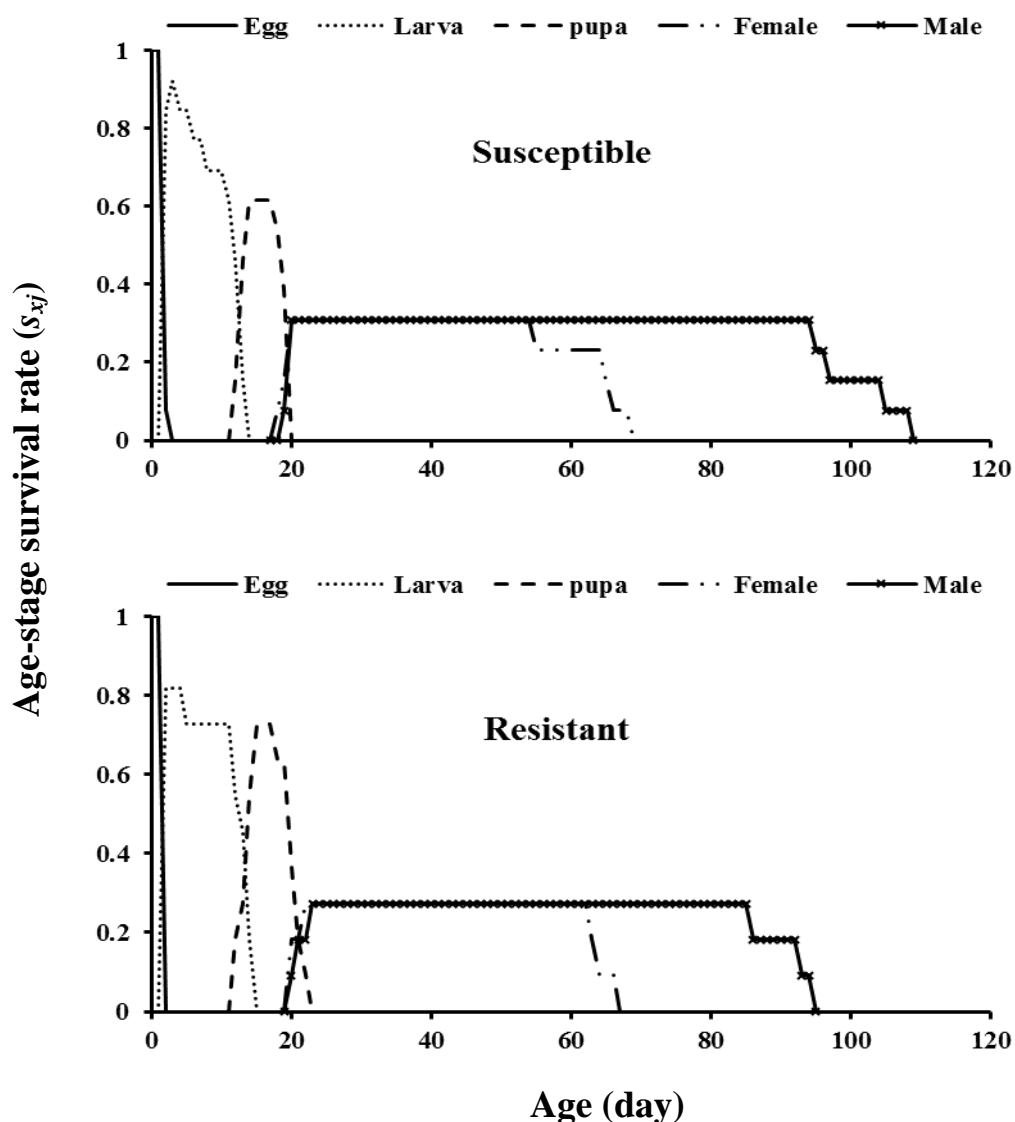 Egg Larva pupa Female Male
1
0.8
0.6
0.4
0.2
0
Susceptible
0 20 40 60 80 100 120
Age-stage survival rate (sxj)
Egg Larva pupa Female Male
1
0.8
0.6
0.4
0.2
0
Resistant
0 20 40 60 80 100 120
Age (day)